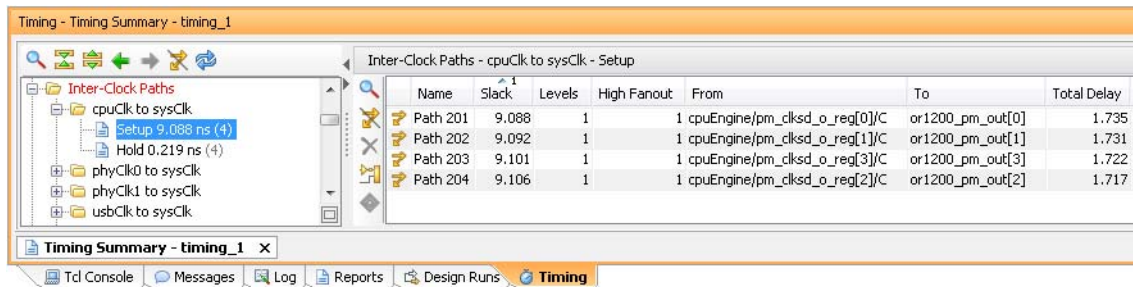 Timing - Timing Summary - timing_1
Inter-Clock Paths
cpuClk to sysClk
Setup 9.088 ns (4)
Hold 0.219 ns (4)
phyClk0 to sysClk
phyClk1 to sysClk
usbClk to sysClk
Inter-Clock Paths - cpuClk to sysClk - Setup
Name Slack 1 Levels High Fanout From To Total Delay
Path 201 9.088 1 1 cpuEngine/pm_clksd_o_reg[0]/C or1200_pm_out[0] 1.735
Path 202 9.092 1 1 cpuEngine/pm_clksd_o_reg[1]/C or1200_pm_out[1] 1.731
Path 203 9.101 1 1 cpuEngine/pm_clksd_o_reg[3]/C or1200_pm_out[3] 1.722
Path 204 9.106 1 1 cpuEngine/pm_clksd_o_reg[2]/C or1200_pm_out[2] 1.717
Timing Summary - timing_1 ×
Tcl Console Messages Log Reports Design Runs Timing